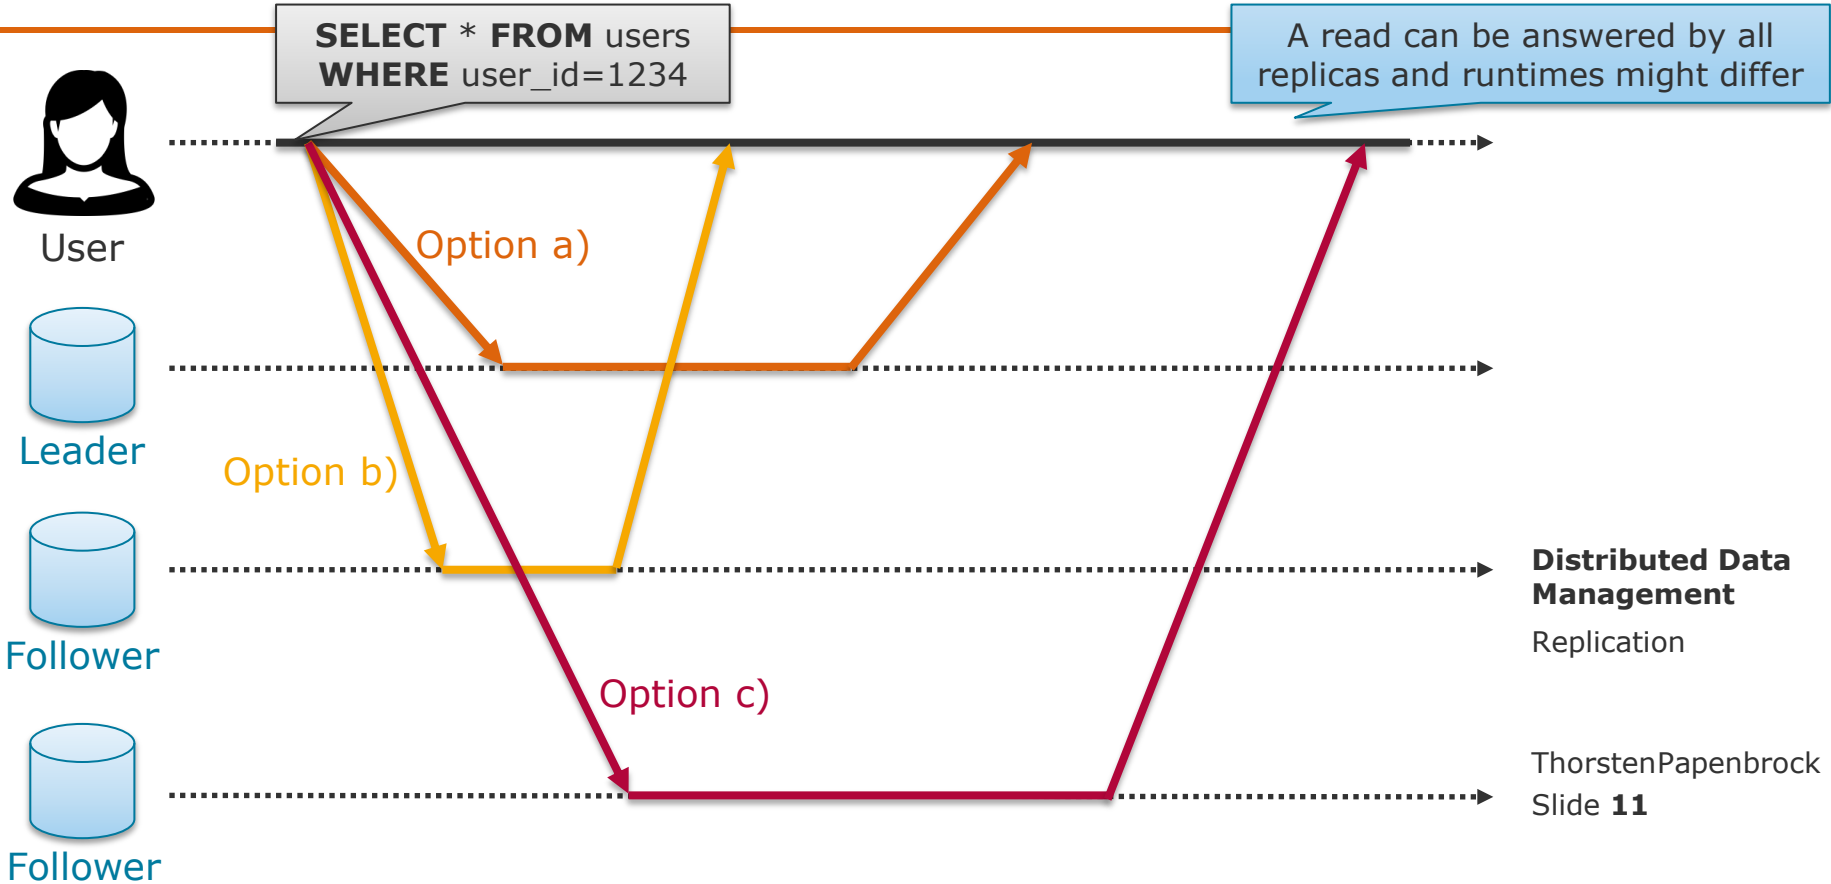 SELECT * FROM users
WHERE user_id=1234
A read can be answered by all
replicas and runtimes might differ
User
Option a)
Leader
Option b)
Follower
Option c)
Follower
Distributed Data
Management
Replication
ThorstenPapenbrock
Slide 11